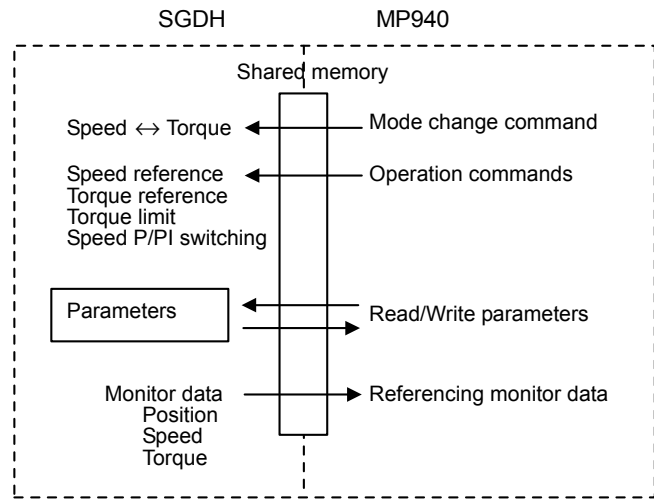 SGDH MP940
Shared memory
Speed ↔ Torque Mode change command
Speed reference Operation commands
Torque reference
Torque limit
Speed P/PI switching
Parameters Read/Write parameters
Monitor data Referencing monitor data
Position
Speed
Torque